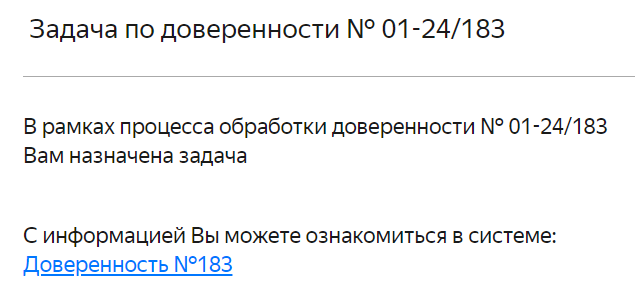 Задача по доверенности № 01-24/183
В рамках процесса обработки доверенности № 01-24/183
Вам назначена задача
С информацией Вы можете ознакомиться в системе:
Доверенность №183